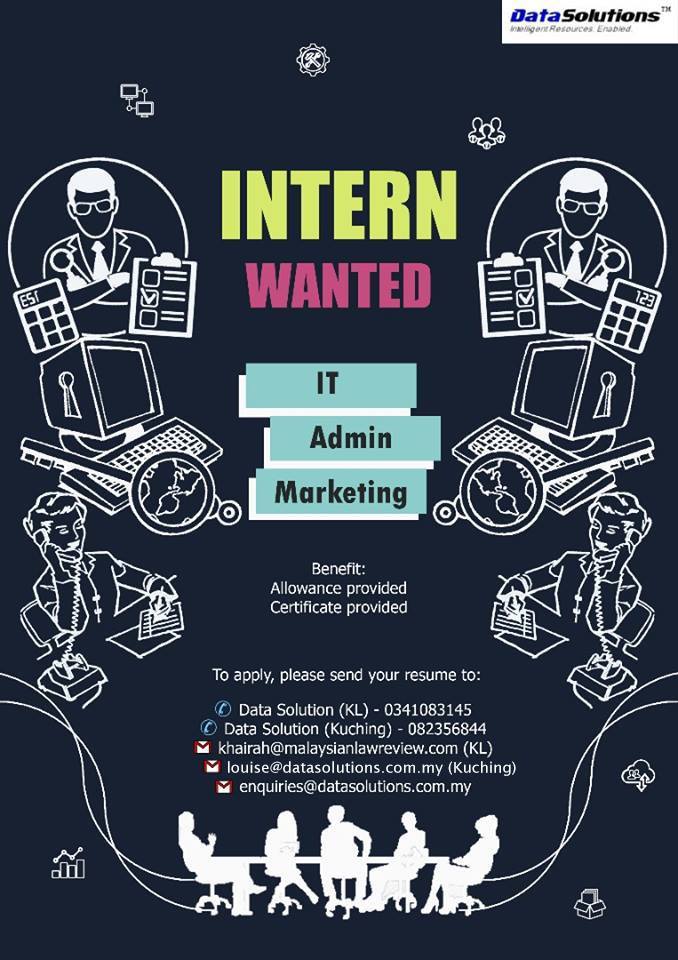 DataSolutions™
Intelligent Resources. Enabled.
INTERN
WANTED
EST
123
IT
Admin
Marketing
Benefit:
Allowance provided
Certificate provided
To apply, please send your resume to:
Data Solution (KL) - 0341083145
Data Solution (Kuching) - 082356844
khairah@malaysianlawreview.com (KL)
louise@datasolutions.com.my (Kuching)
enquiries@datasolutions.com.my